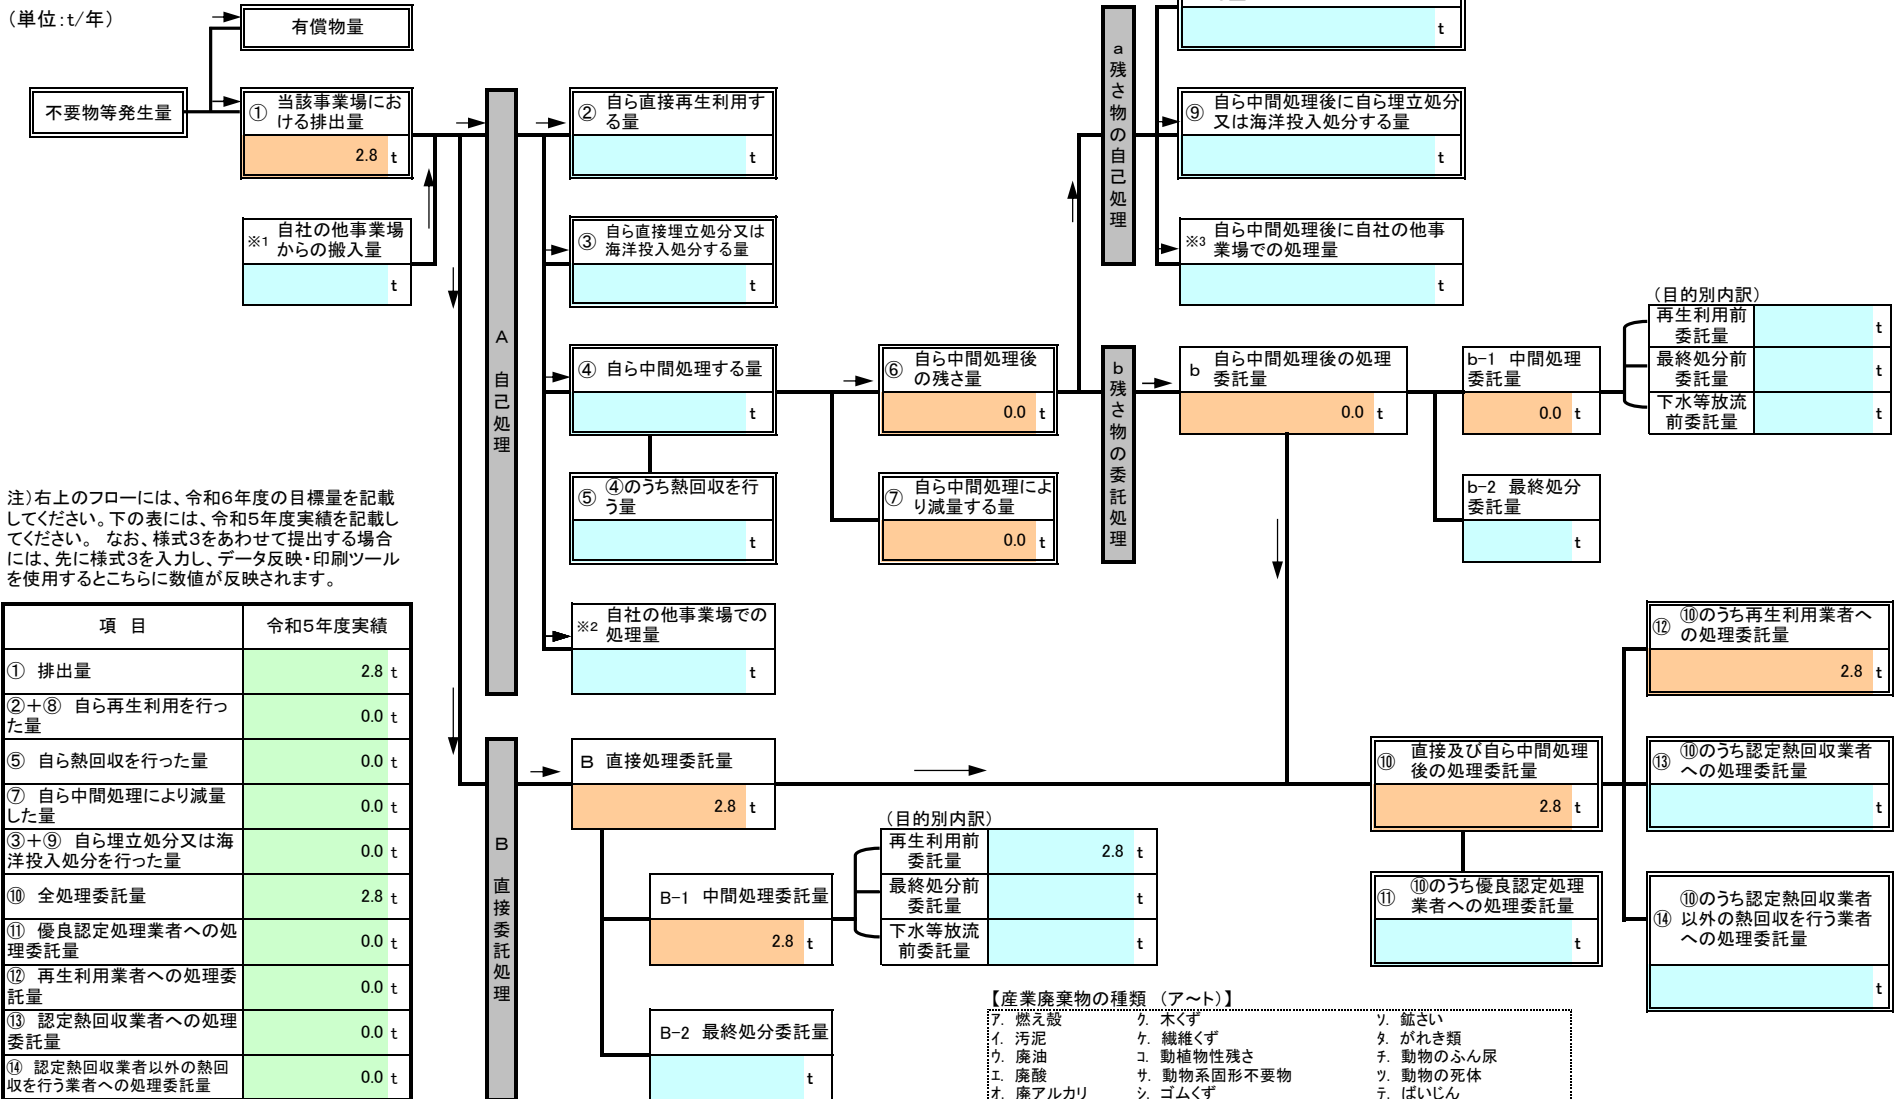 （単位：t/年）
有償物量
不要物等発生量
① 当該事業場にお
ける排出量
2.8 t
※1 自社の他事業場
からの搬入量
t
A 自己処理
② 自ら直接再生利用す
る量
t
③ 自ら直接埋立処分又は
海洋投入処分する量
t
④ 自ら中間処理する量
t
⑤ ④のうち熱回収を行
う量
t
※2 自社の他事業場での
処理量
t
⑥ 自ら中間処理後
の残さ量
0.0 t
⑦ 自ら中間処理によ
り減量する量
0.0 t
a 残さ物の自己処理
t
⑨ 自ら中間処理後に自ら埋立処分
又は海洋投入処分する量
t
※3 自ら中間処理後に自社の他事
業場での処理量
t
b 残さ物の委託処理
b 自ら中間処理後の処理
委託量
0.0 t
b-1 中間処理
委託量
0.0 t
（目的別内訳）
再生利用前
委託量
t
最終処分前
委託量
t
下水等放流
前委託量
t
b-2 最終処分
委託量
t
注）右上のフローには、令和６年度の目標量を記載
してください。下の表には、令和５年度実績を記載し
てください。 なお、様式３をあわせて提出する場合
には、先に様式３を入力し、データ反映・印刷ツール
を使用するとこちらに数値が反映されます。
項 目 令和５年度実績
① 排出量 2.8 t
②＋⑧ 自ら再生利用を行っ
た量 0.0 t
⑤ 自ら熱回収を行った量 0.0 t
⑦ 自ら中間処理により減量
した量 0.0 t
③＋⑨ 自ら埋立処分又は海
洋投入処分を行った量 0.0 t
⑩ 全処理委託量 2.8 t
⑪ 優良認定処理業者への処
理委託量 0.0 t
⑫ 再生利用業者への処理委
託量 0.0 t
⑬ 認定熱回収業者への処理
委託量 0.0 t
⑭ 認定熱回収業者以外の熱回
収を行う業者への処理委託量 0.0 t
B 直接委託処理
B 直接処理委託量
2.8 t
B-1 中間処理委託量
2.8 t
（目的別内訳）
再生利用前
委託量
2.8 t
最終処分前
委託量
t
下水等放流
前委託量
t
B-2 最終処分委託量
t
⑩ 直接及び自ら中間処理
後の処理委託量
2.8 t
⑪ ⑩のうち優良認定処理
業者への処理委託量
t
⑫ ⑩のうち再生利用業者へ
の処理委託量
2.8 t
⑬ ⑩のうち認定熱回収業者
への処理委託量
t
⑭ ⑩のうち認定熱回収業者
以外の熱回収を行う業者
への処理委託量
t
【産業廃棄物の種類 （ア～ト）】
ア. 燃え殻 ク. 木くず ソ. 鉱さい
イ. 汚泥 ケ. 繊維くず タ. がれき類
ウ. 廃油 コ. 動植物性残さ チ. 動物のふん尿
エ. 廃酸 サ. 動物系固形不要物 ツ. 動物の死体
オ. 廃アルカリ シ. ゴムくず テ. ばいじん